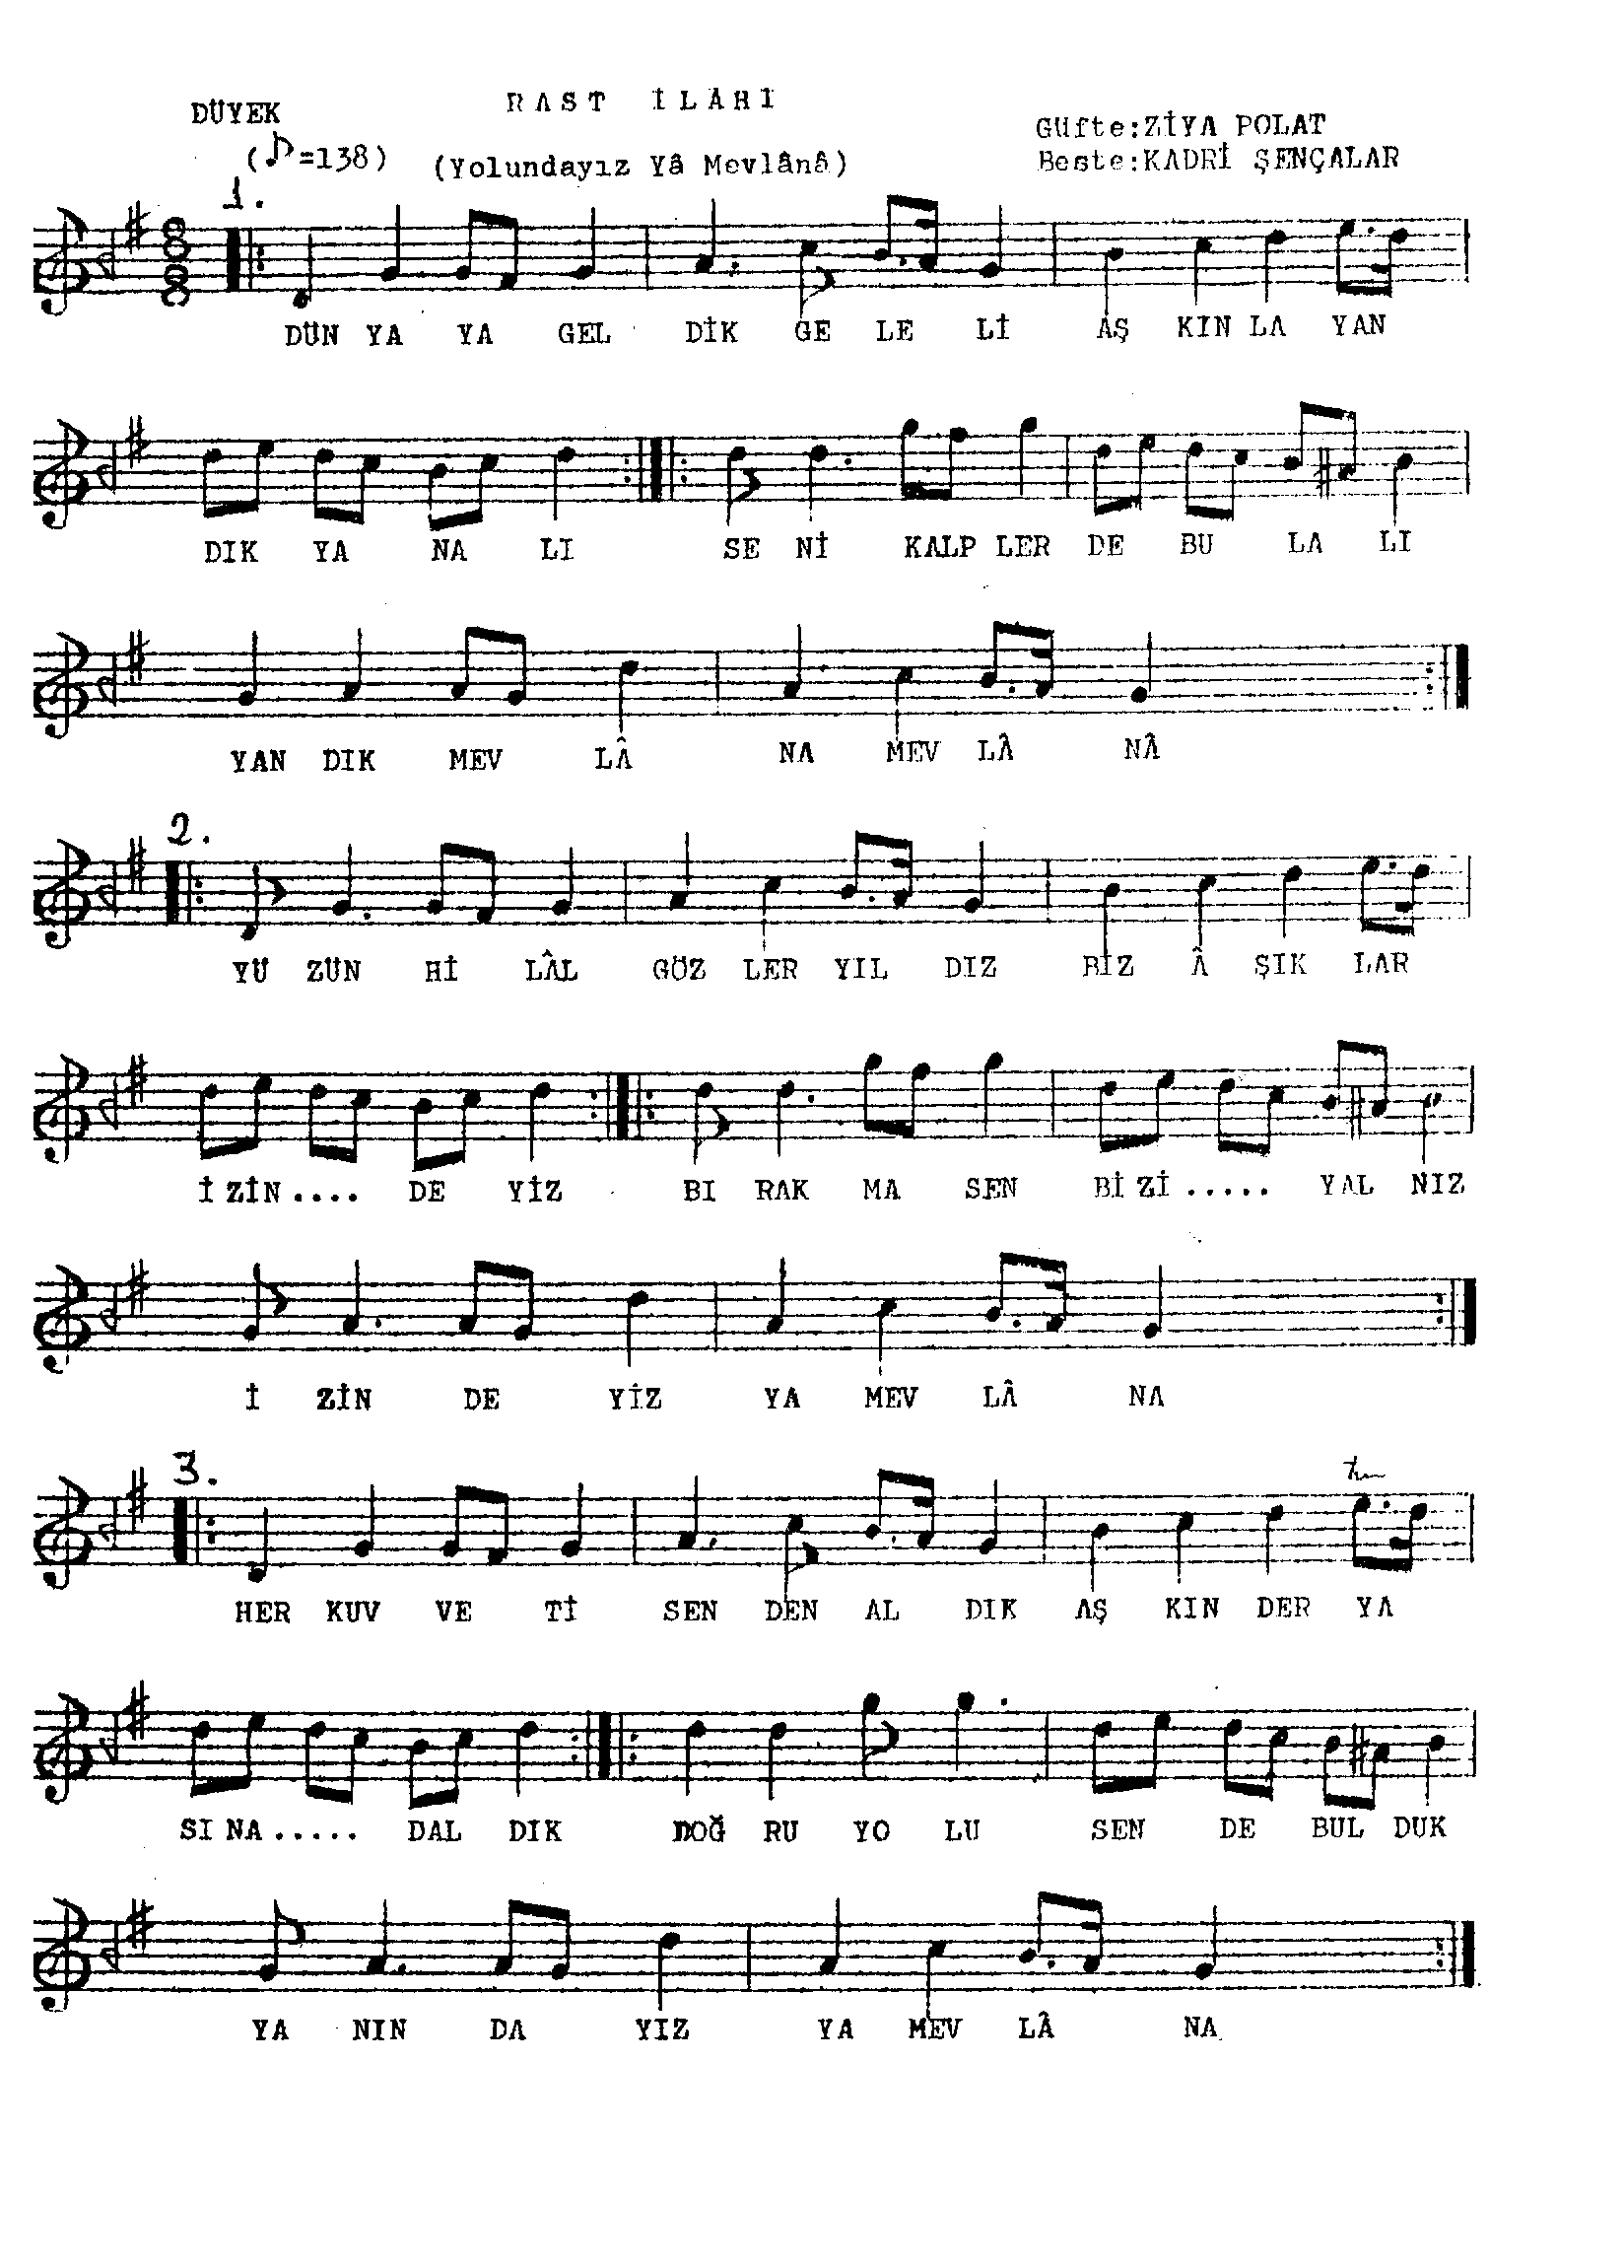 DÜYEK
RAST İLÂHİ
(♪=138)
(Yolundayız Yâ Mevlânâ)
Güfte:ZİYA POLAT
Beste:KADRİ ŞENÇALAR
1.
8
8
DÜN YA YA GEL DİK GE LE Lİ AŞ KIN LA YAN
DIK YA NA LI SE Nİ KALP LER DE BU LA LI
YAN DIK MEV LÂ NA MEV LÂ NÂ
2.
YÜ ZÜN Hİ LÂL GÖZ LER YIL DIZ BİZ Â ŞIK LAR
İ ZİN.... DE YİZ BI RAK MA SEN Bİ Zİ..... YAL NIZ
İ ZİN DE YİZ YA MEV LÂ NA
3.
HER KUV VE Tİ SEN DEN AL DIK AŞ KIN DER YA
SI NA..... DAL DIK DOĞ RU YO LU SEN DE BUL DUK
YA NIN DA YIZ YA MEV LÂ NA